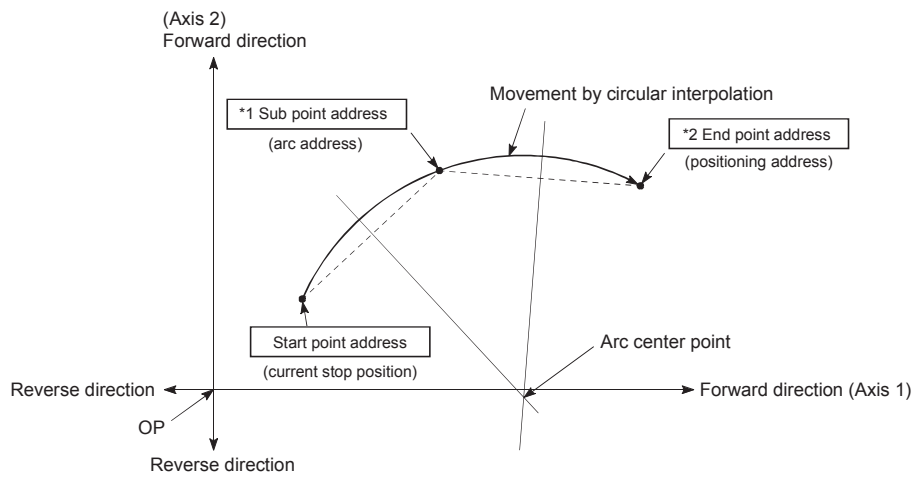 (Axis 2)
Forward direction
Movement by circular interpolation
*1 Sub point address
(arc address)
*2 End point address
(positioning address)
Start point address
(current stop position)
Arc center point
Reverse direction
Forward direction (Axis 1)
OP
Reverse direction